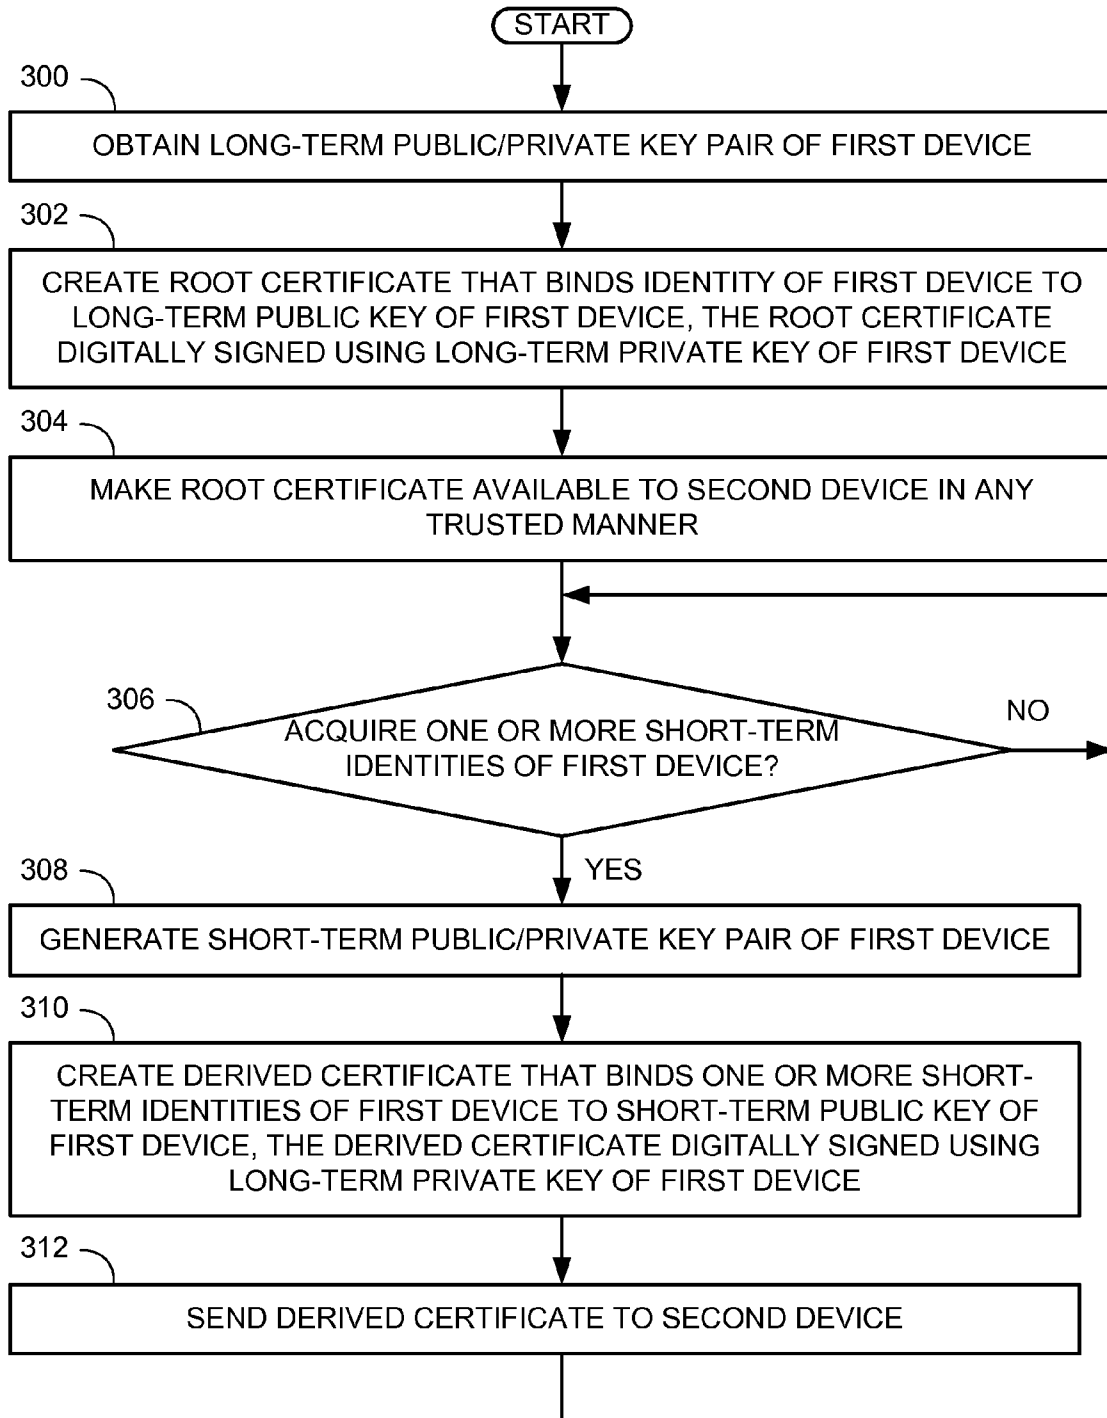 START
300
OBTAIN LONG-TERM PUBLIC/PRIVATE KEY PAIR OF FIRST DEVICE
302
CREATE ROOT CERTIFICATE THAT BINDS IDENTITY OF FIRST DEVICE TO
LONG-TERM PUBLIC KEY OF FIRST DEVICE, THE ROOT CERTIFICATE
DIGITALLY SIGNED USING LONG-TERM PRIVATE KEY OF FIRST DEVICE
304
MAKE ROOT CERTIFICATE AVAILABLE TO SECOND DEVICE IN ANY
TRUSTED MANNER
306
ACQUIRE ONE OR MORE SHORT-TERM
IDENTITIES OF FIRST DEVICE?
NO
YES
308
GENERATE SHORT-TERM PUBLIC/PRIVATE KEY PAIR OF FIRST DEVICE
310
CREATE DERIVED CERTIFICATE THAT BINDS ONE OR MORE SHORT-
TERM IDENTITIES OF FIRST DEVICE TO SHORT-TERM PUBLIC KEY OF
FIRST DEVICE, THE DERIVED CERTIFICATE DIGITALLY SIGNED USING
LONG-TERM PRIVATE KEY OF FIRST DEVICE
312
SEND DERIVED CERTIFICATE TO SECOND DEVICE